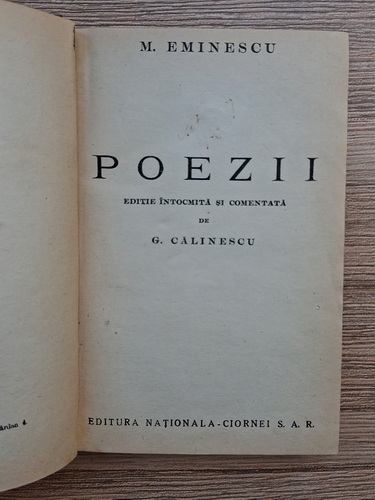 M. EMINESCU
POEZII
EDIȚIE ÎNTOCMITĂ ȘI COMENTATĂ
DE
G. CĂLINESCU
EDITURA NAȚIONALA-CIORNEI S. A. R.